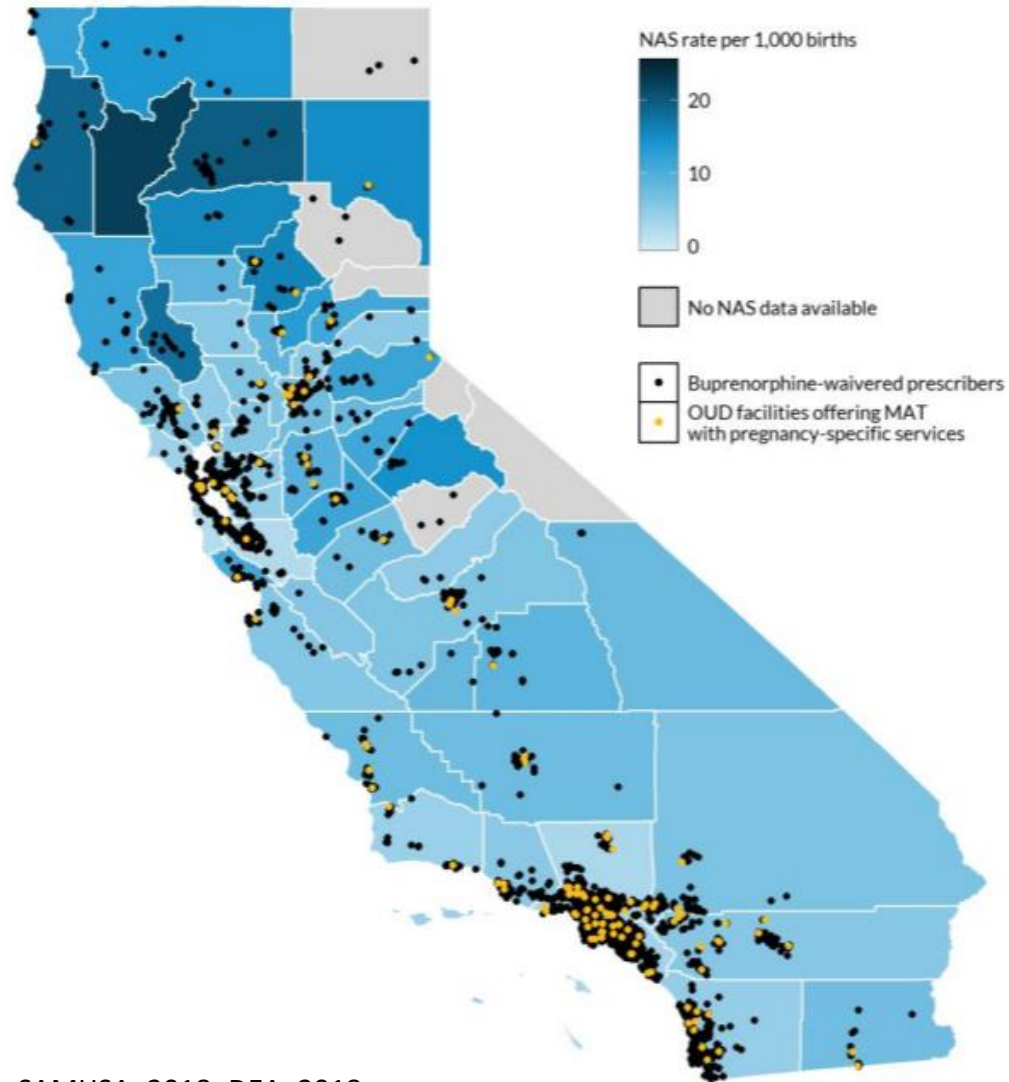 NAS rate per 1,000 births
20
10
0
No NAS data available
Buprenorphine-waivered prescribers
OUD facilities offering MAT
with pregnancy-specific services